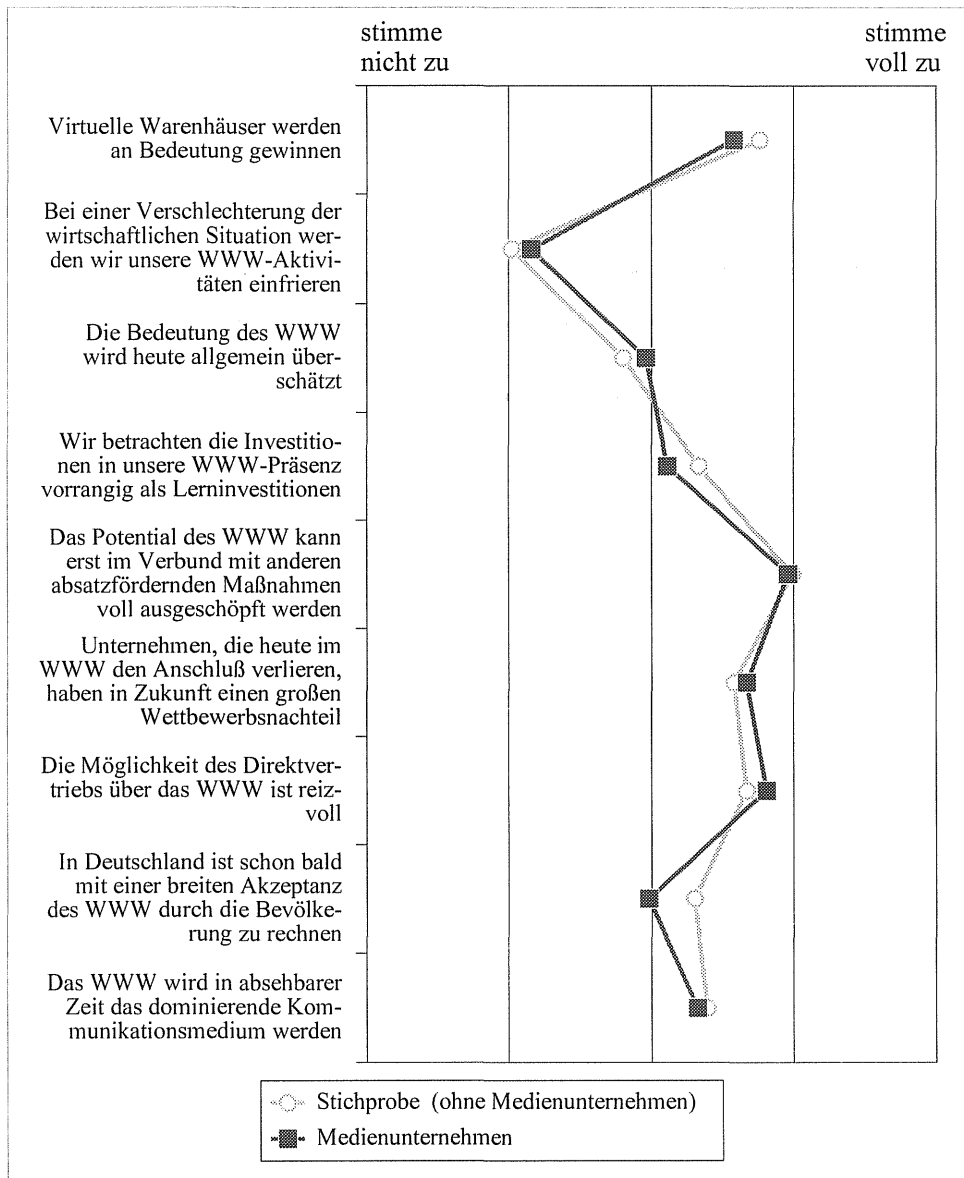 stimme
nicht zu
stimme
voll zu
Virtuelle Warenhäuser werden
an Bedeutung gewinnen
Bei einer Verschlechterung der
wirtschaftlichen Situation wer-
den wir unsere WWW-Aktivi-
täten einfrieren
Die Bedeutung des WWW
wird heute allgemein über-
schätzt
Wir betrachten die Investitio-
nen in unsere WWW-Präsenz
vorrangig als Lerninvestitionen
Das Potential des WWW kann
erst im Verbund mit anderen
absatzfördernden Maßnahmen
voll ausgeschöpft werden
Unternehmen, die heute im
WWW den Anschluß verlieren,
haben in Zukunft einen großen
Wettbewerbsnachteil
Die Möglichkeit des Direktver-
triebs über das WWW ist reiz-
voll
In Deutschland ist schon bald
mit einer breiten Akzeptanz
des WWW durch die Bevölke-
rung zu rechnen
Das WWW wird in absehbarer
Zeit das dominierende Kom-
munikationsmedium werden
Stichprobe (ohne Medienunternehmen)
Medienunternehmen